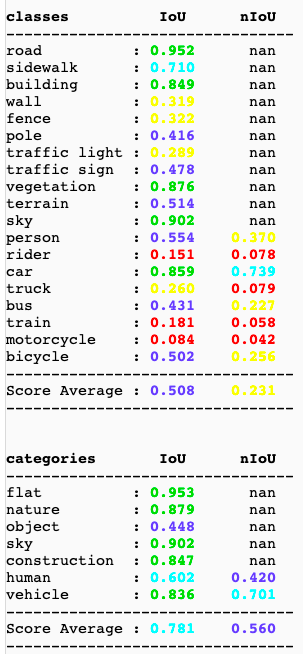 classes IoU nIoU
--------------------------------
road : 0.952 nan
sidewalk : 0.710 nan
building : 0.849 nan
wall : 0.319 nan
fence : 0.322 nan
pole : 0.416 nan
traffic light : 0.289 nan
traffic sign : 0.478 nan
vegetation : 0.876 nan
terrain : 0.514 nan
sky : 0.902 nan
person : 0.554 0.370
rider : 0.151 0.078
car : 0.859 0.739
truck : 0.260 0.079
bus : 0.431 0.227
train : 0.181 0.058
motorcycle : 0.084 0.042
bicycle : 0.502 0.256
--------------------------------
Score Average : 0.508 0.231
--------------------------------
categories IoU nIoU
--------------------------------
flat : 0.953 nan
nature : 0.879 nan
object : 0.448 nan
sky : 0.902 nan
construction : 0.847 nan
human : 0.602 0.420
vehicle : 0.836 0.701
--------------------------------
Score Average : 0.781 0.560
--------------------------------